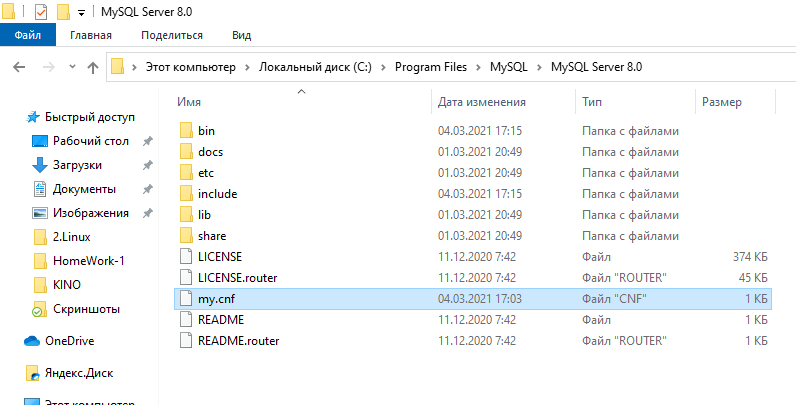 MySQL Server 8.0
Файл Главная Поделиться Вид
Этот компьютер Локальный диск (C:) Program Files MySQL MySQL Server 8.0
Имя Дата изменения Тип Размер
Быстрый доступ
Рабочий стол
Загрузки
Документы
Изображения
2.Linux
HomeWork-1
KINO
Скриншоты
OneDrive
Яндекс.Диск
Этот компьютер
bin 04.03.2021 17:15 Папка с файлами
docs 01.03.2021 20:49 Папка с файлами
etc 01.03.2021 20:49 Папка с файлами
include 04.03.2021 17:15 Папка с файлами
lib 01.03.2021 20:49 Папка с файлами
share 01.03.2021 20:49 Папка с файлами
LICENSE 11.12.2020 7:42 Файл 374 КБ
LICENSE.router 11.12.2020 7:42 Файл "ROUTER" 45 КБ
my.cnf 04.03.2021 17:03 Файл "CNF" 1 КБ
README 11.12.2020 7:42 Файл 1 КБ
README.router 11.12.2020 7:42 Файл "ROUTER" 1 КБ